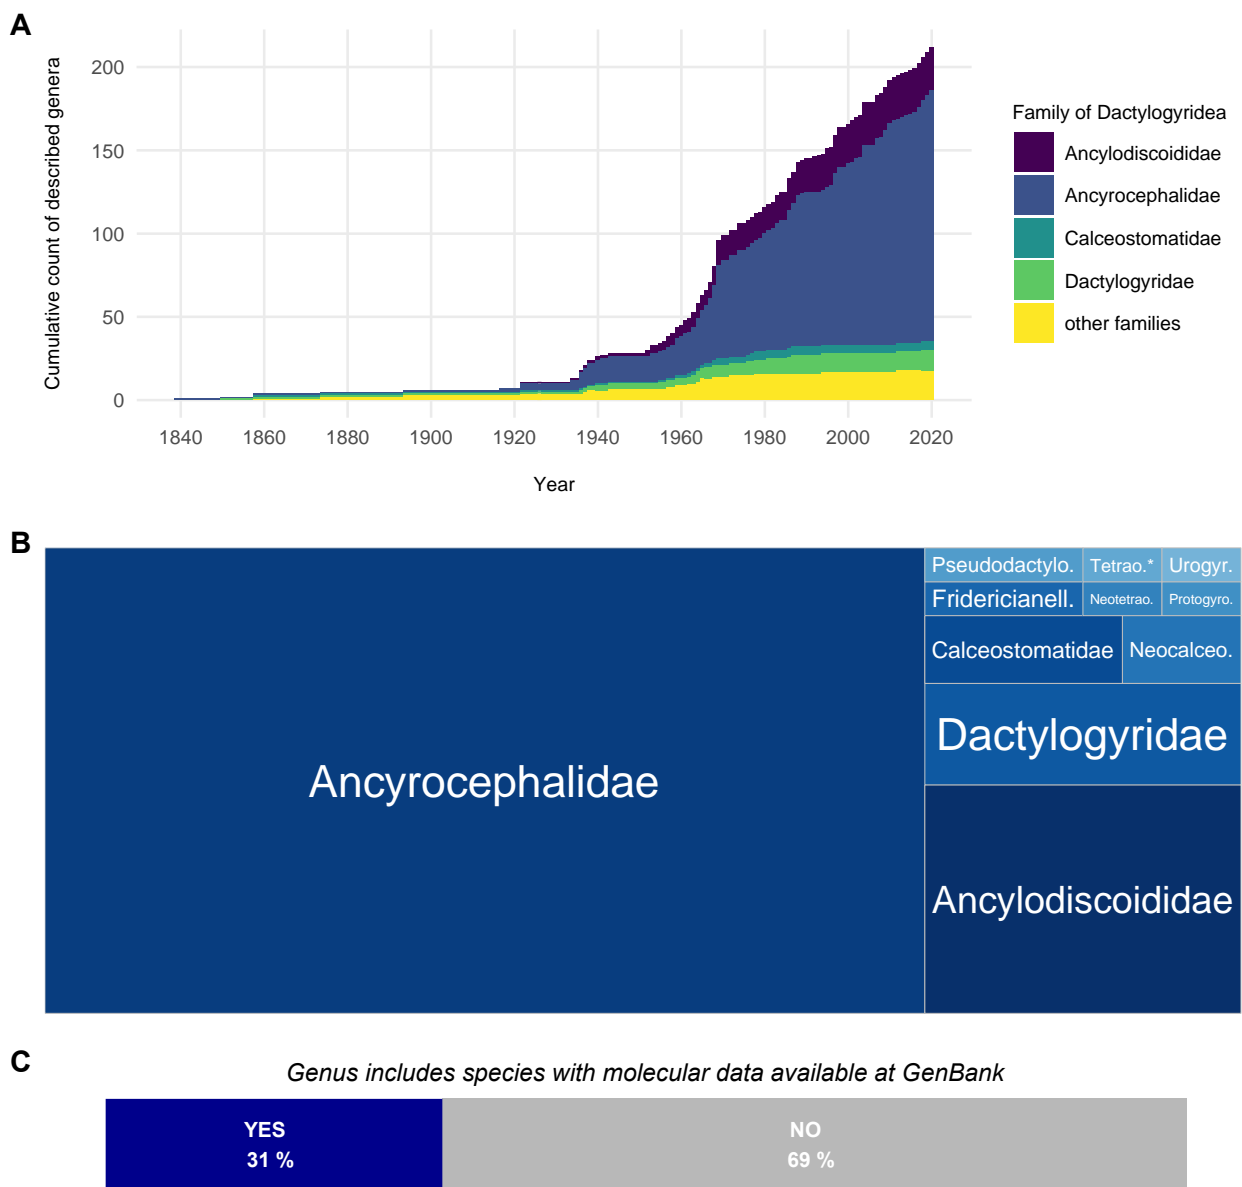 A
Cumulative count of described genera
200
150
100
50
0
1840 1860 1880 1900 1920 1940 1960 1980 2000 2020
Year
Family of Dactylogyridea
Ancylodiscoididae
Ancyrocephalidae
Calceostomatidae
Dactylogyridae
other families
B
Ancyrocephalidae
Pseudodactylo. Tetrao.* Urogyr.
Fridericianell. Neotetrao. Protogyro.
Calceostomatidae Neocalceo.
Dactylogyridae
Ancylodiscoididae
C
Genus includes species with molecular data available at GenBank
YES
31 %
NO
69 %